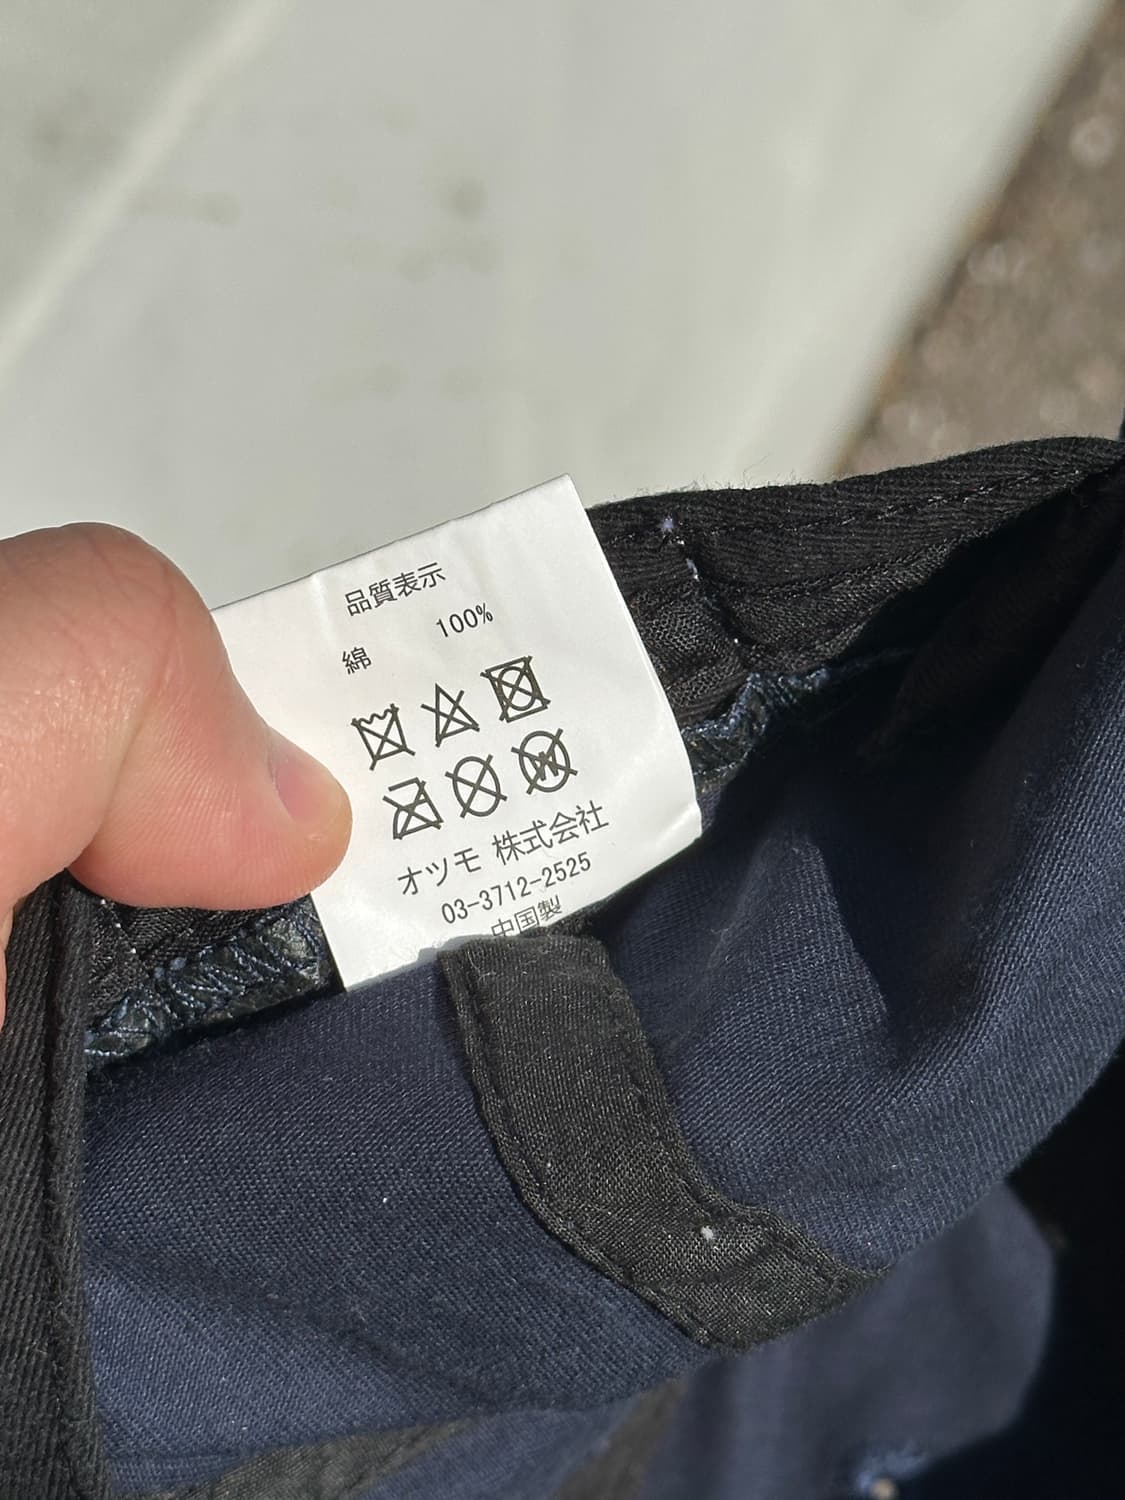 品質表示
綿 100%
オツモ 株式会社
03-3712-2525
中国製